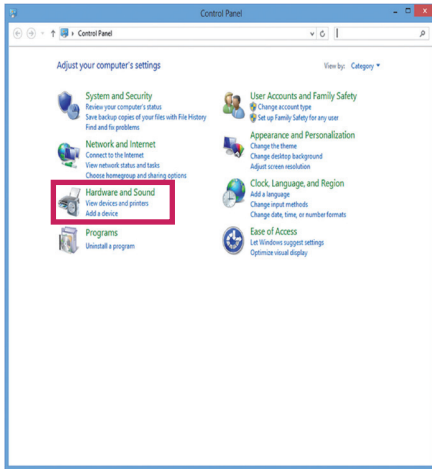 Control Panel
Control Panel
Adjust your computer's settings
View by: Category
System and Security
Review your computer's status
Save backup copies of your files with File History
Find and fix problems
Network and Internet
Connect to the Internet
View network status and tasks
Choose homegroup and sharing options
Hardware and Sound
View devices and printers
Add a device
Programs
Uninstall a program
User Accounts and Family Safety
Change account type
Set up Family Safety for any user
Appearance and Personalization
Change the theme
Change desktop background
Adjust screen resolution
Clock, Language, and Region
Add a language
Change input methods
Change date, time, or number formats
Ease of Access
Let Windows suggest settings
Optimize visual display